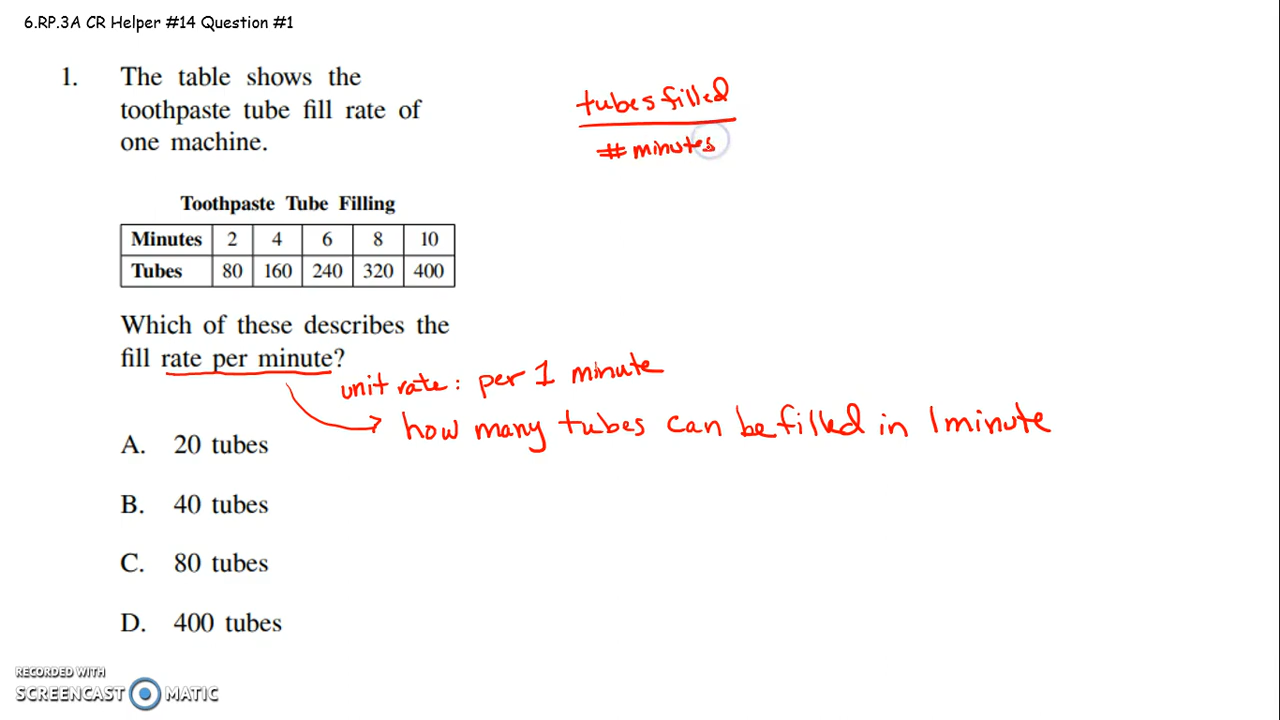 6.RP.3A CR Helper #14 Question #1
1. The table shows the
toothpaste tube fill rate of
one machine.
tubes filled
# minutes
Toothpaste Tube Filling
Minutes 2 4 6 8 10
Tubes 80 160 240 320 400
Which of these describes the
fill rate per minute?
unit rate: per 1 minute
how many tubes can be filled in 1 minute
A. 20 tubes
B. 40 tubes
C. 80 tubes
D. 400 tubes
RECORDED WITH
SCREENCAST MATIC